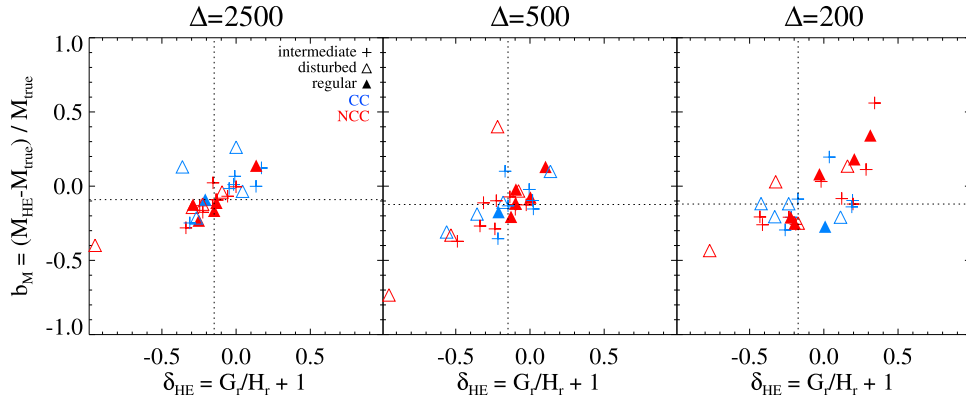 Δ=2500 Δ=500 Δ=200
1.0
0.5
0.0
-0.5
-1.0
b_M = (M_HE-M_true) / M_true
intermediate +
disturbed △
regular ▲
CC
NCC
-0.5 0.0 0.5 -0.5 0.0 0.5 -0.5 0.0 0.5
δ_HE = G_r/H_r + 1 δ_HE = G_r/H_r + 1 δ_HE = G_r/H_r + 1